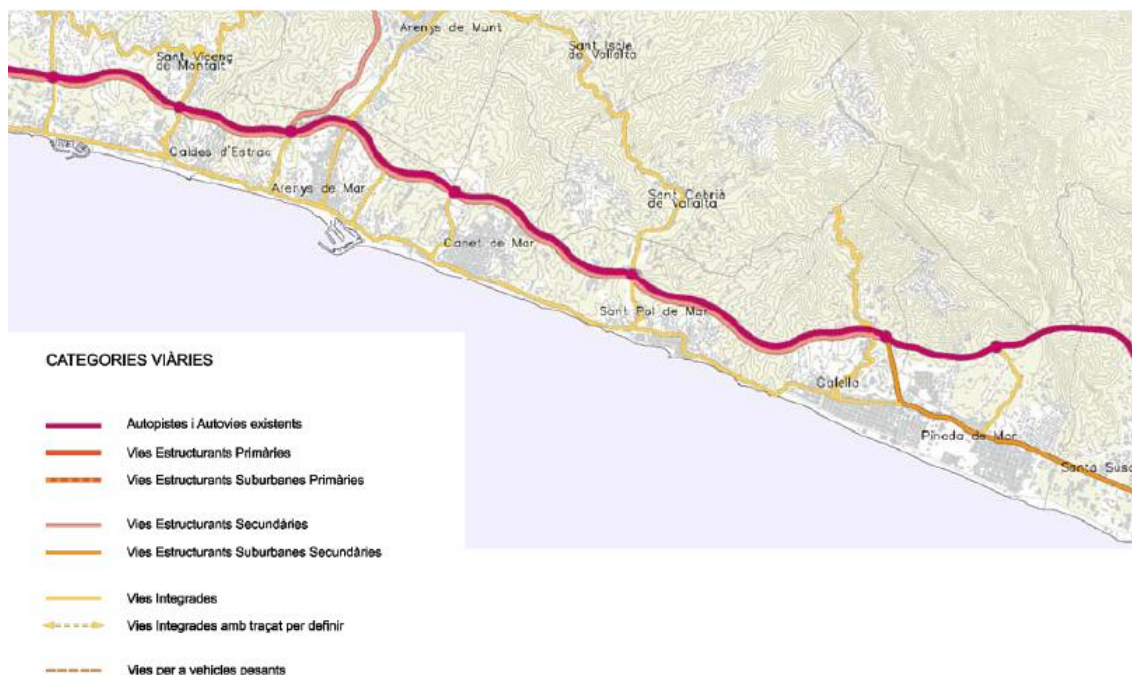 Arenys de Munt
Sant Iscle
de Vallalta
Sant Vicenç
de Montalt
Caldes d'Estrac
Arenys de Mar
Sant Cebrià
de Vallalta
Canet de Mar
Sant Pol de Mar
Calella
Pineda de Mar
Santa Susa
CATEGORIES VIÀRIES
Autopistes i Autovies existents
Vies Estructurants Primàries
Vies Estructurants Suburbanes Primàries
Vies Estructurants Secundàries
Vies Estructurants Suburbanes Secundàries
Vies Integrades
Vies Integrades amb traçat per definir
Vies per a vehicles pesants